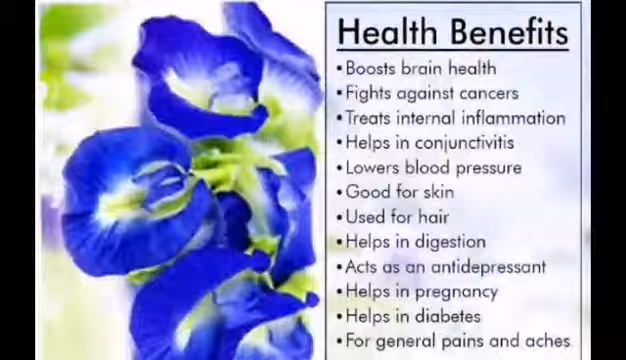 Health Benefits
• Boosts brain health
• Fights against cancers
• Treats internal inflammation
• Helps in conjunctivitis
• Lowers blood pressure
• Good for skin
• Used for hair
• Helps in digestion
• Acts as an antidepressant
• Helps in pregnancy
• Helps in diabetes
• For general pains and aches